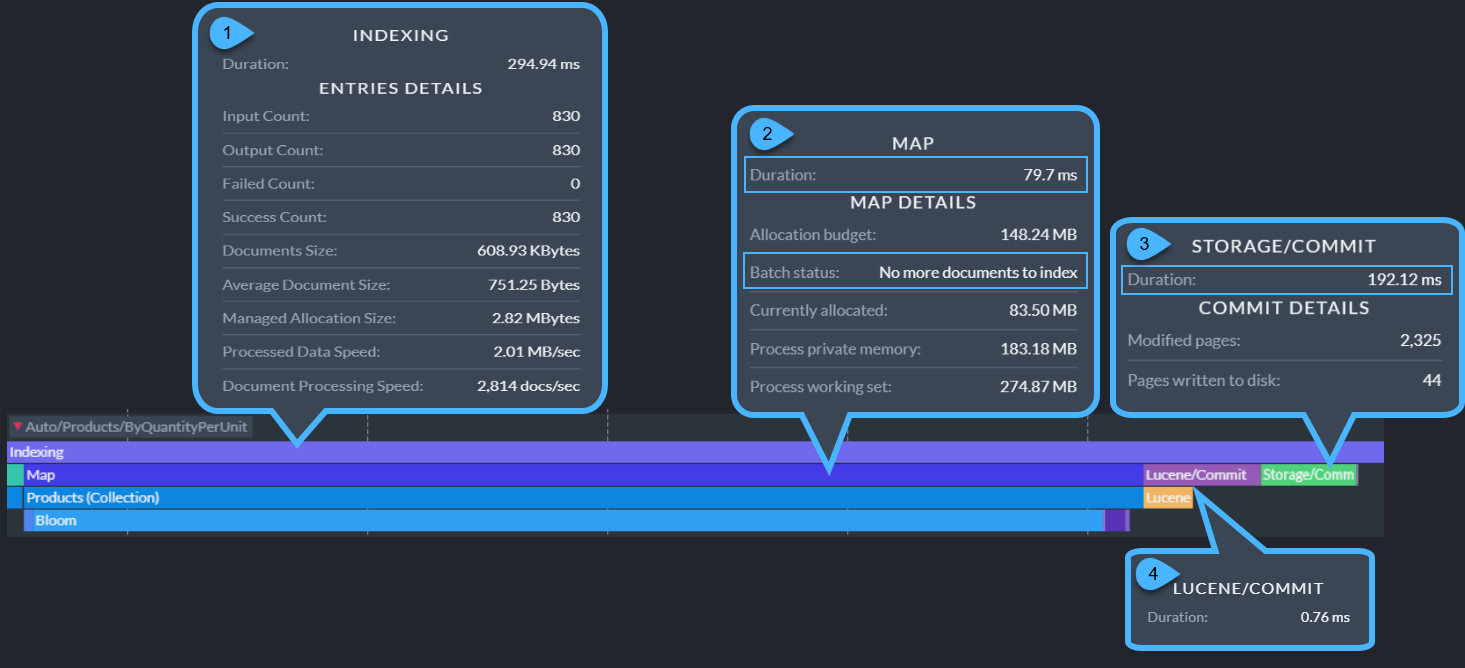 1
INDEXING
Duration: 294.94 ms
ENTRIES DETAILS
Input Count: 830
Output Count: 830
Failed Count: 0
Success Count: 830
Documents Size: 608.93 KBytes
Average Document Size: 751.25 Bytes
Managed Allocation Size: 2.82 MBytes
Processed Data Speed: 2.01 MB/sec
Document Processing Speed: 2,814 docs/sec
2
MAP
Duration: 79.7 ms
MAP DETAILS
Allocation budget: 148.24 MB
Batch status: No more documents to index
Currently allocated: 83.50 MB
Process private memory: 183.18 MB
Process working set: 274.87 MB
3
STORAGE/COMMIT
Duration: 192.12 ms
COMMIT DETAILS
Modified pages: 2,325
Pages written to disk: 44
Auto/Products/ByQuantityPerUnit
Indexing
Map Lucene/Commit Storage/Comm
Products (Collection) Lucene
Bloom
4
LUCENE/COMMIT
Duration: 0.76 ms